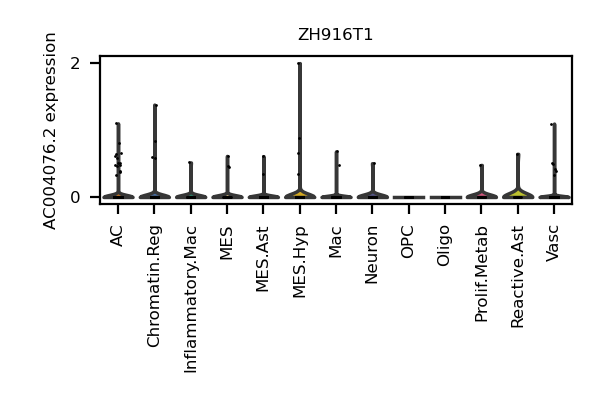 ZH916T1
AC004076.2 expression
2
0
AC
Chromatin.Reg
Inflammatory.Mac
MES
MES.Ast
MES.Hyp
Mac
Neuron
OPC
Oligo
Prolif.Metab
Reactive.Ast
Vasc